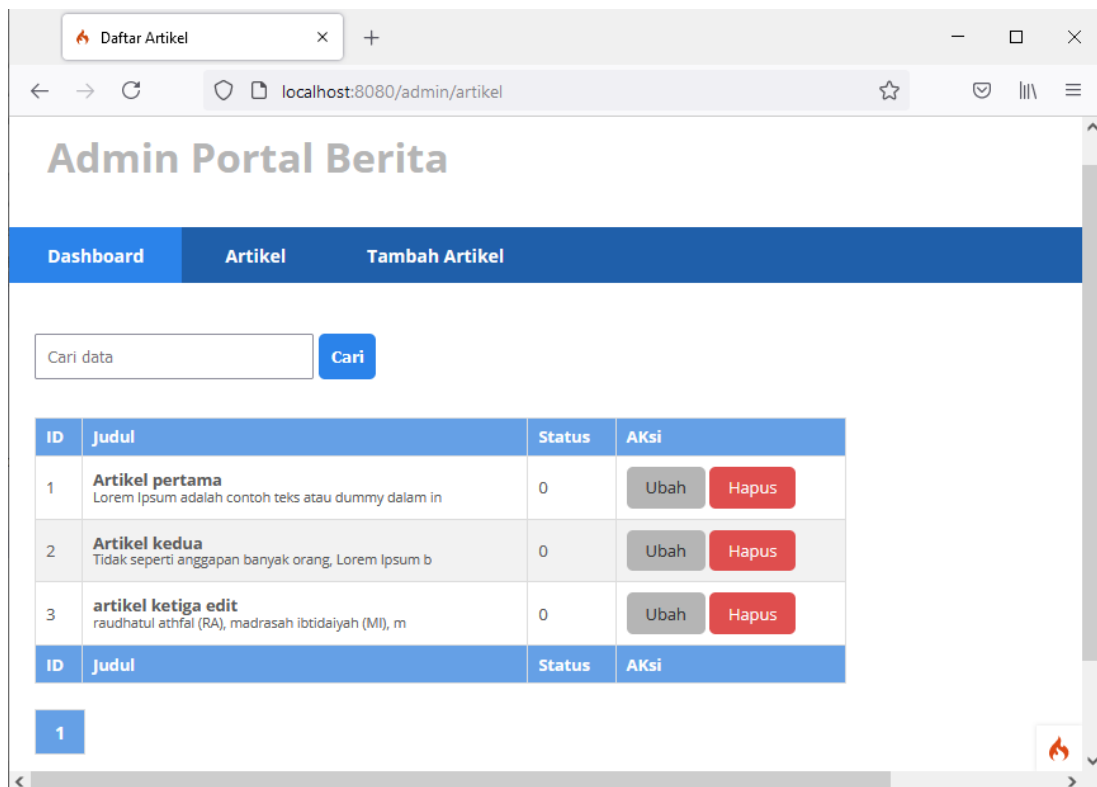 Daftar Artikel
localhost:8080/admin/artikel
Admin Portal Berita
Dashboard Artikel Tambah Artikel
Cari data Cari
ID Judul Status AKsi
1 Artikel pertama 0 Ubah Hapus
Lorem Ipsum adalah contoh teks atau dummy dalam in
2 Artikel kedua 0 Ubah Hapus
Tidak seperti anggapan banyak orang, Lorem Ipsum b
3 artikel ketiga edit 0 Ubah Hapus
raudhatul athfal (RA), madrasah ibtidaiyah (MI), m
ID Judul Status AKsi
1